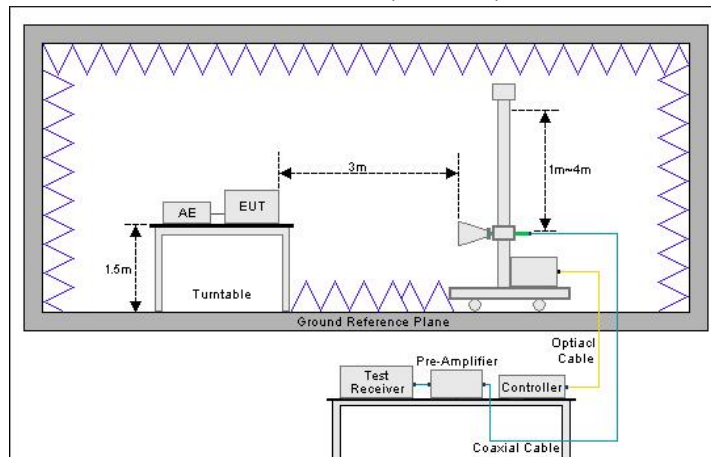 3m
1m~4m
AE
EUT
1.5m
Turntable
Ground Reference Plane
Optiacl
Cable
Pre-Amplifier
Test
Receiver
Controller
Coaxial Cable